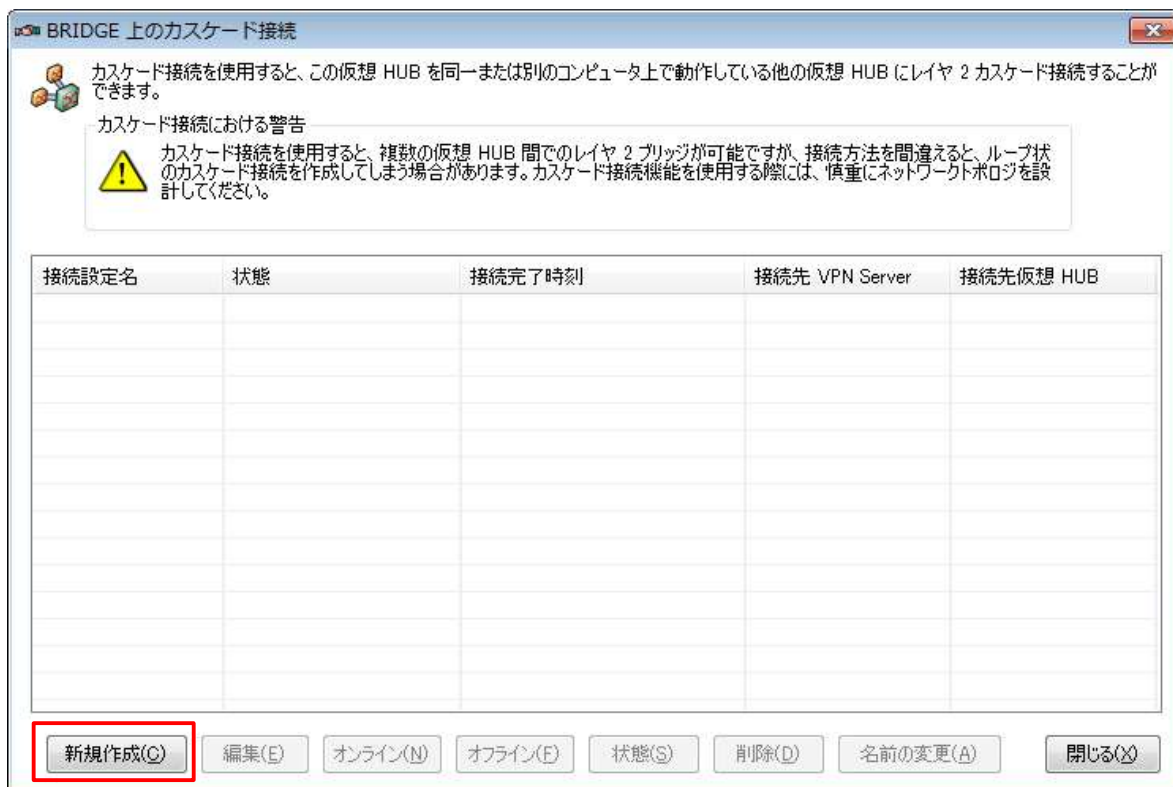 BRIDGE 上のカスケード接続
カスケード接続を使用すると、この仮想 HUB を同一または別のコンピュータ上で動作している他の仮想 HUB にレイヤ 2 カスケード接続することが
できます。
カスケード接続における警告
カスケード接続を使用すると、複数の仮想 HUB 間でのレイヤ 2 ブリッジが可能ですが、接続方法を間違えると、ループ状
のカスケード接続を作成してしまう場合があります。カスケード接続機能を使用する際には、慎重にネットワークトポロジを設
計してください。
接続設定名 状態 接続完了時刻 接続先 VPN Server 接続先仮想 HUB
新規作成(C) 編集(E) オンライン(N) オフライン(F) 状態(S) 削除(D) 名前の変更(A) 閉じる(X)